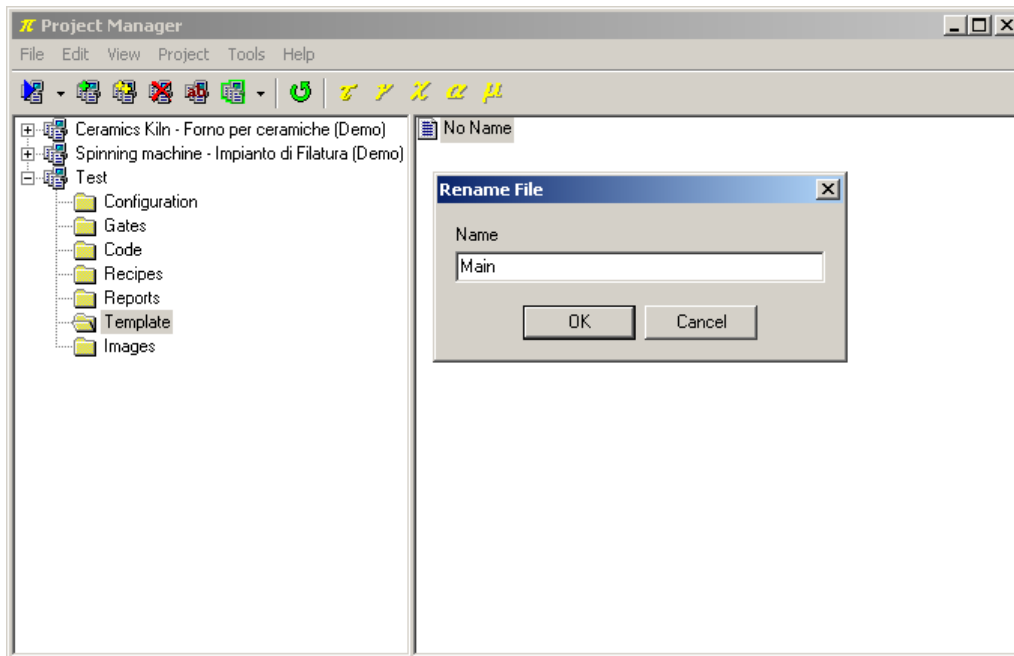 π Project Manager
File Edit View Project Tools Help
τ γ χ α μ
Ceramics Kiln - Forno per ceramiche (Demo)
Spinning machine - Impianto di Filatura (Demo)
Test
Configuration
Gates
Code
Recipes
Reports
Template
Images
No Name
Rename File
Name
Main
OK Cancel